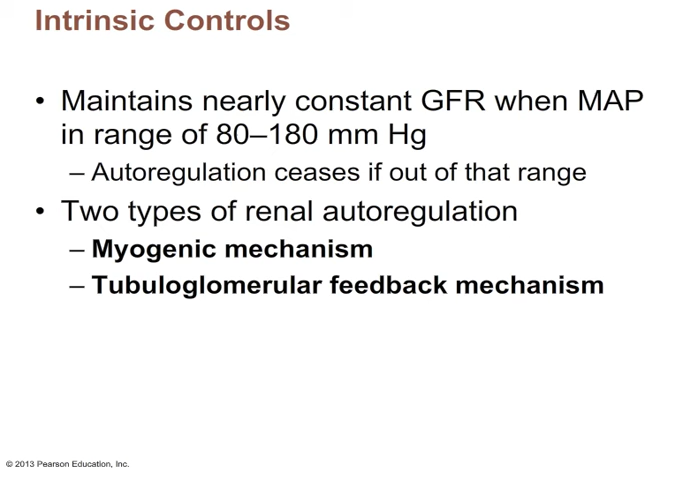 Intrinsic Controls
• Maintains nearly constant GFR when MAP
in range of 80–180 mm Hg
– Autoregulation ceases if out of that range
• Two types of renal autoregulation
– Myogenic mechanism
– Tubuloglomerular feedback mechanism
© 2013 Pearson Education, Inc.